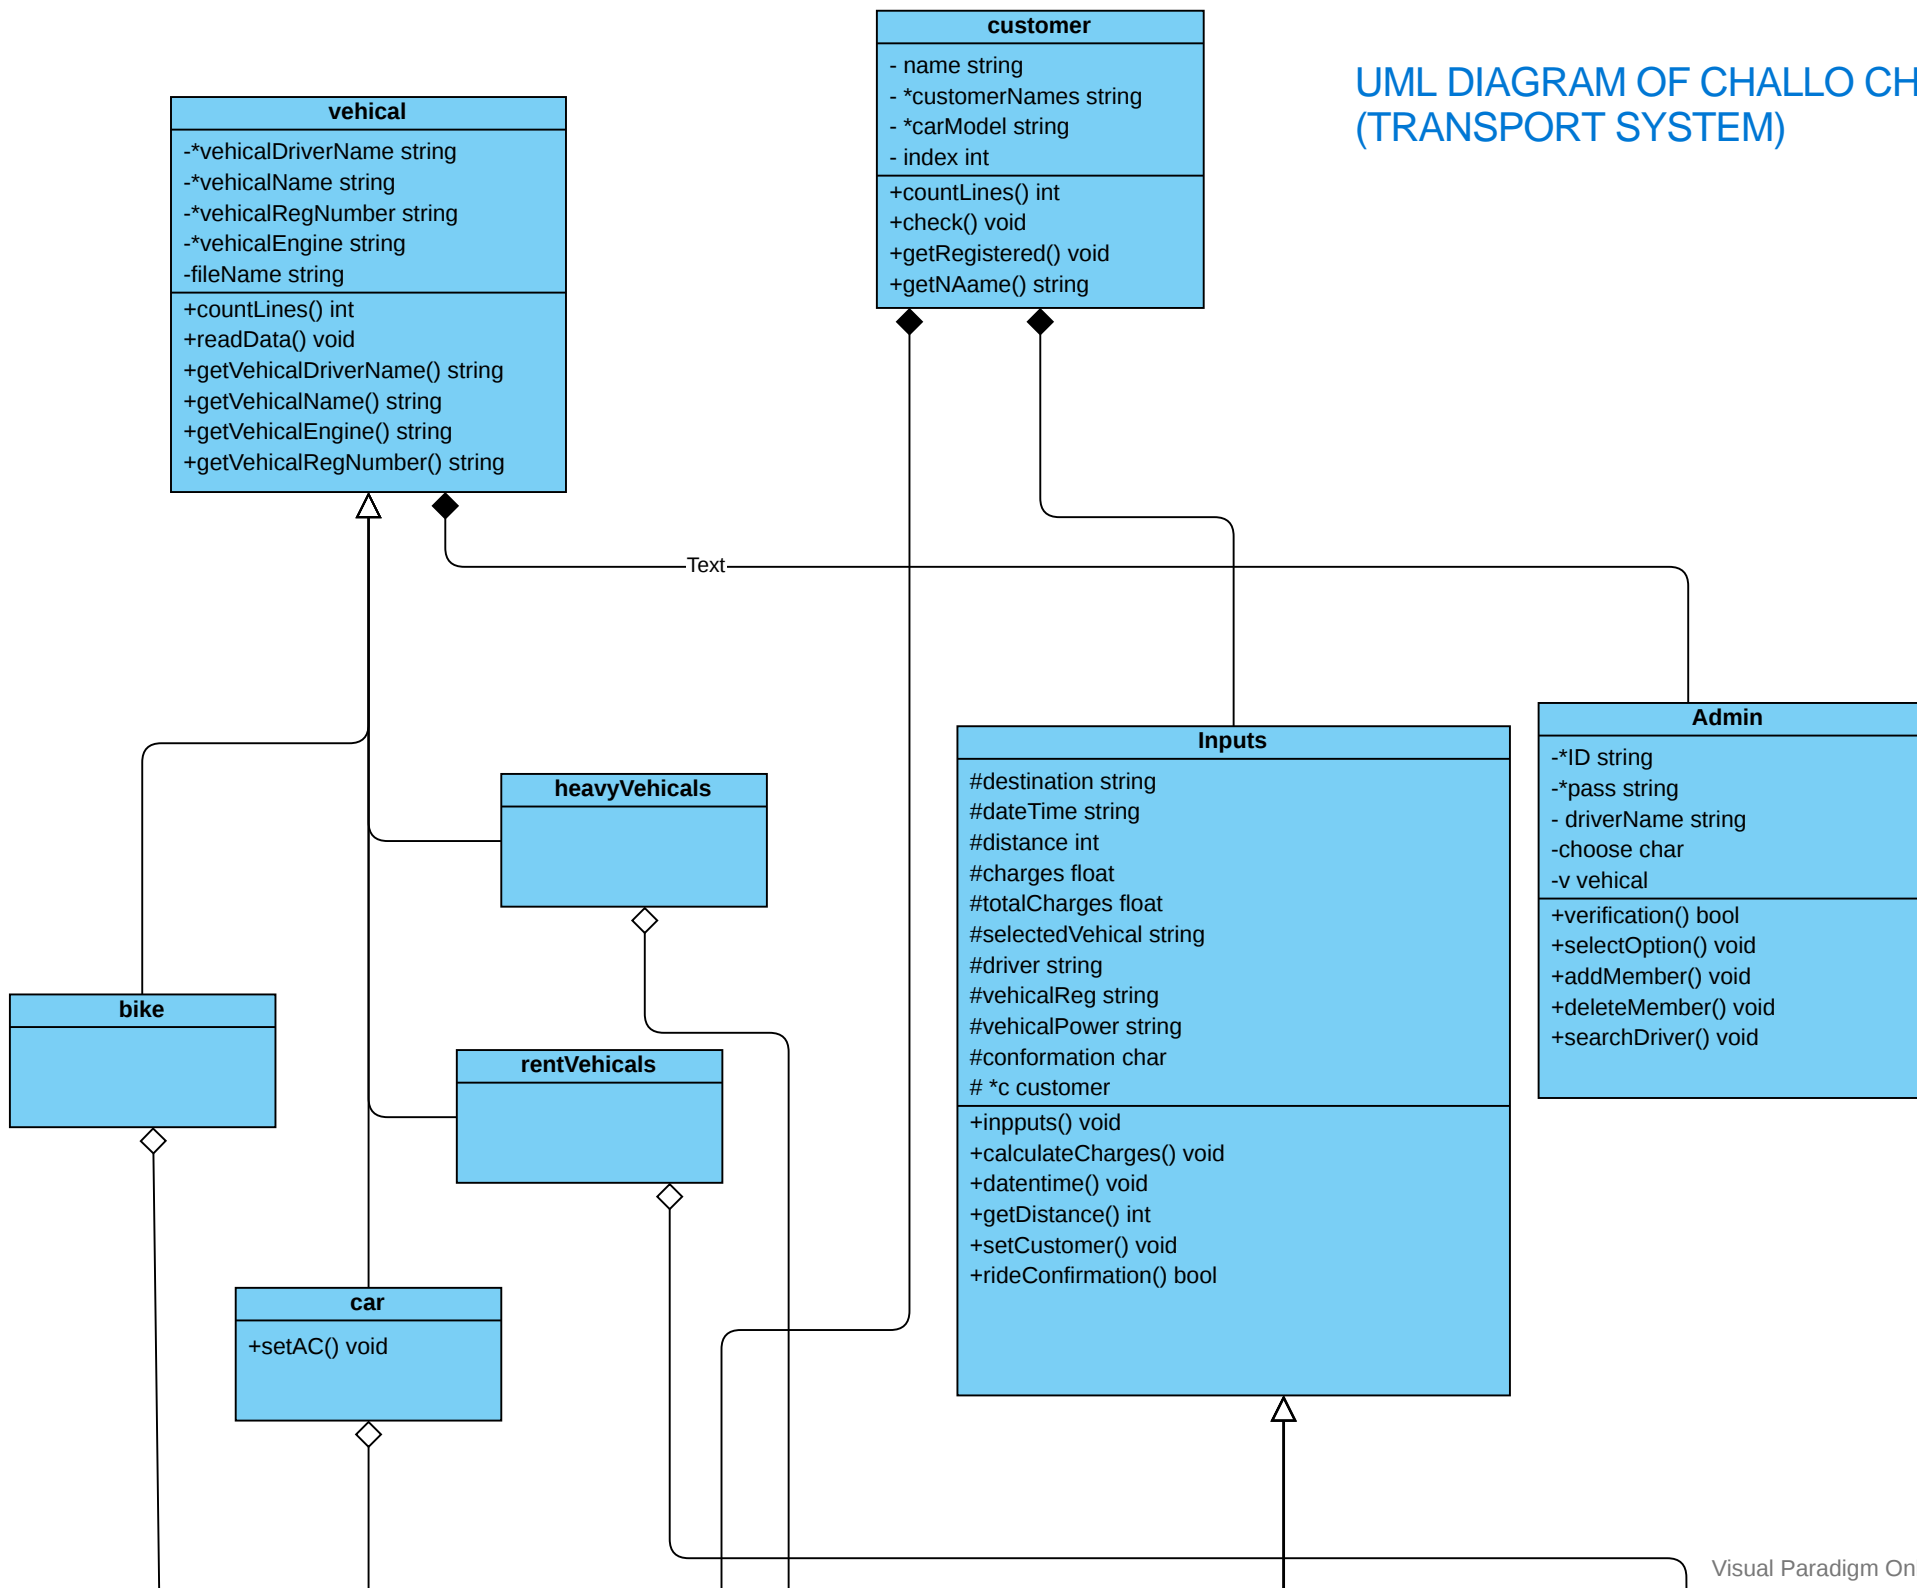 customer
- name string
- *customerNames string
- *carModel string
- index int
+countLines() int
+check() void
+getRegistered() void
+getNAame() string
UML DIAGRAM OF CHALLO CH
(TRANSPORT SYSTEM)
vehical
-*vehicalDriverName string
-*vehicalName string
-*vehicalRegNumber string
-*vehicalEngine string
-fileName string
+countLines() int
+readData() void
+getVehicalDriverName() string
+getVehicalName() string
+getVehicalEngine() string
+getVehicalRegNumber() string
Text
heavyVehicals
Inputs
#destination string
#dateTime string
#distance int
#charges float
#totalCharges float
#selectedVehical string
#driver string
#vehicalReg string
#vehicalPower string
#conformation char
# *c customer
+inpputs() void
+calculateCharges() void
+datentime() void
+getDistance() int
+setCustomer() void
+rideConfirmation() bool
Admin
-*ID string
-*pass string
- driverName string
-choose char
-v vehical
+verification() bool
+selectOption() void
+addMember() void
+deleteMember() void
+searchDriver() void
bike
rentVehicals
car
+setAC() void
Visual Paradigm On